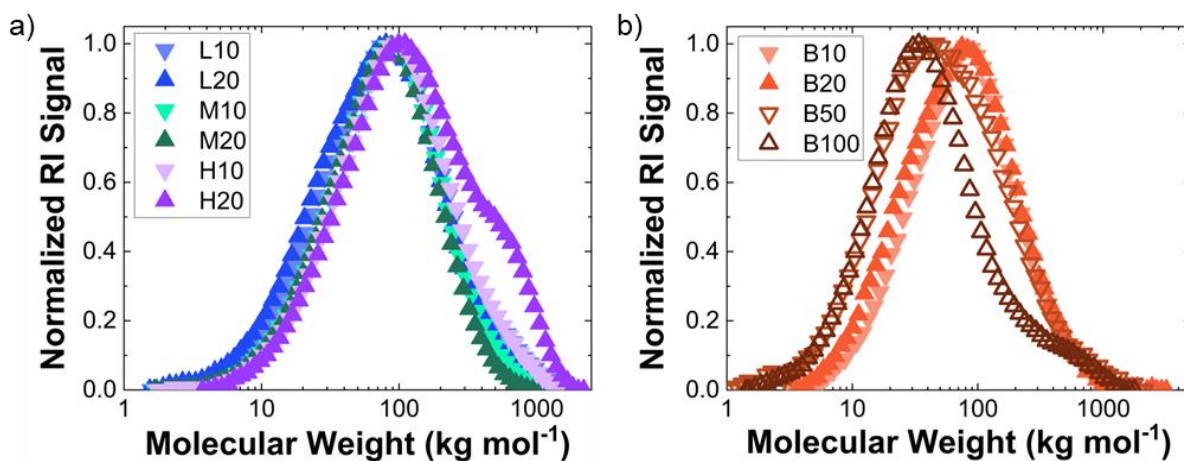 a)
Normalized RI Signal
1.0
0.8
0.6
0.4
0.2
0.0
L10
L20
M10
M20
H10
H20
1 10 100 1000
Molecular Weight (kg mol⁻¹)
b)
Normalized RI Signal
1.0
0.8
0.6
0.4
0.2
0.0
B10
B20
B50
B100
1 10 100 1000
Molecular Weight (kg mol⁻¹)